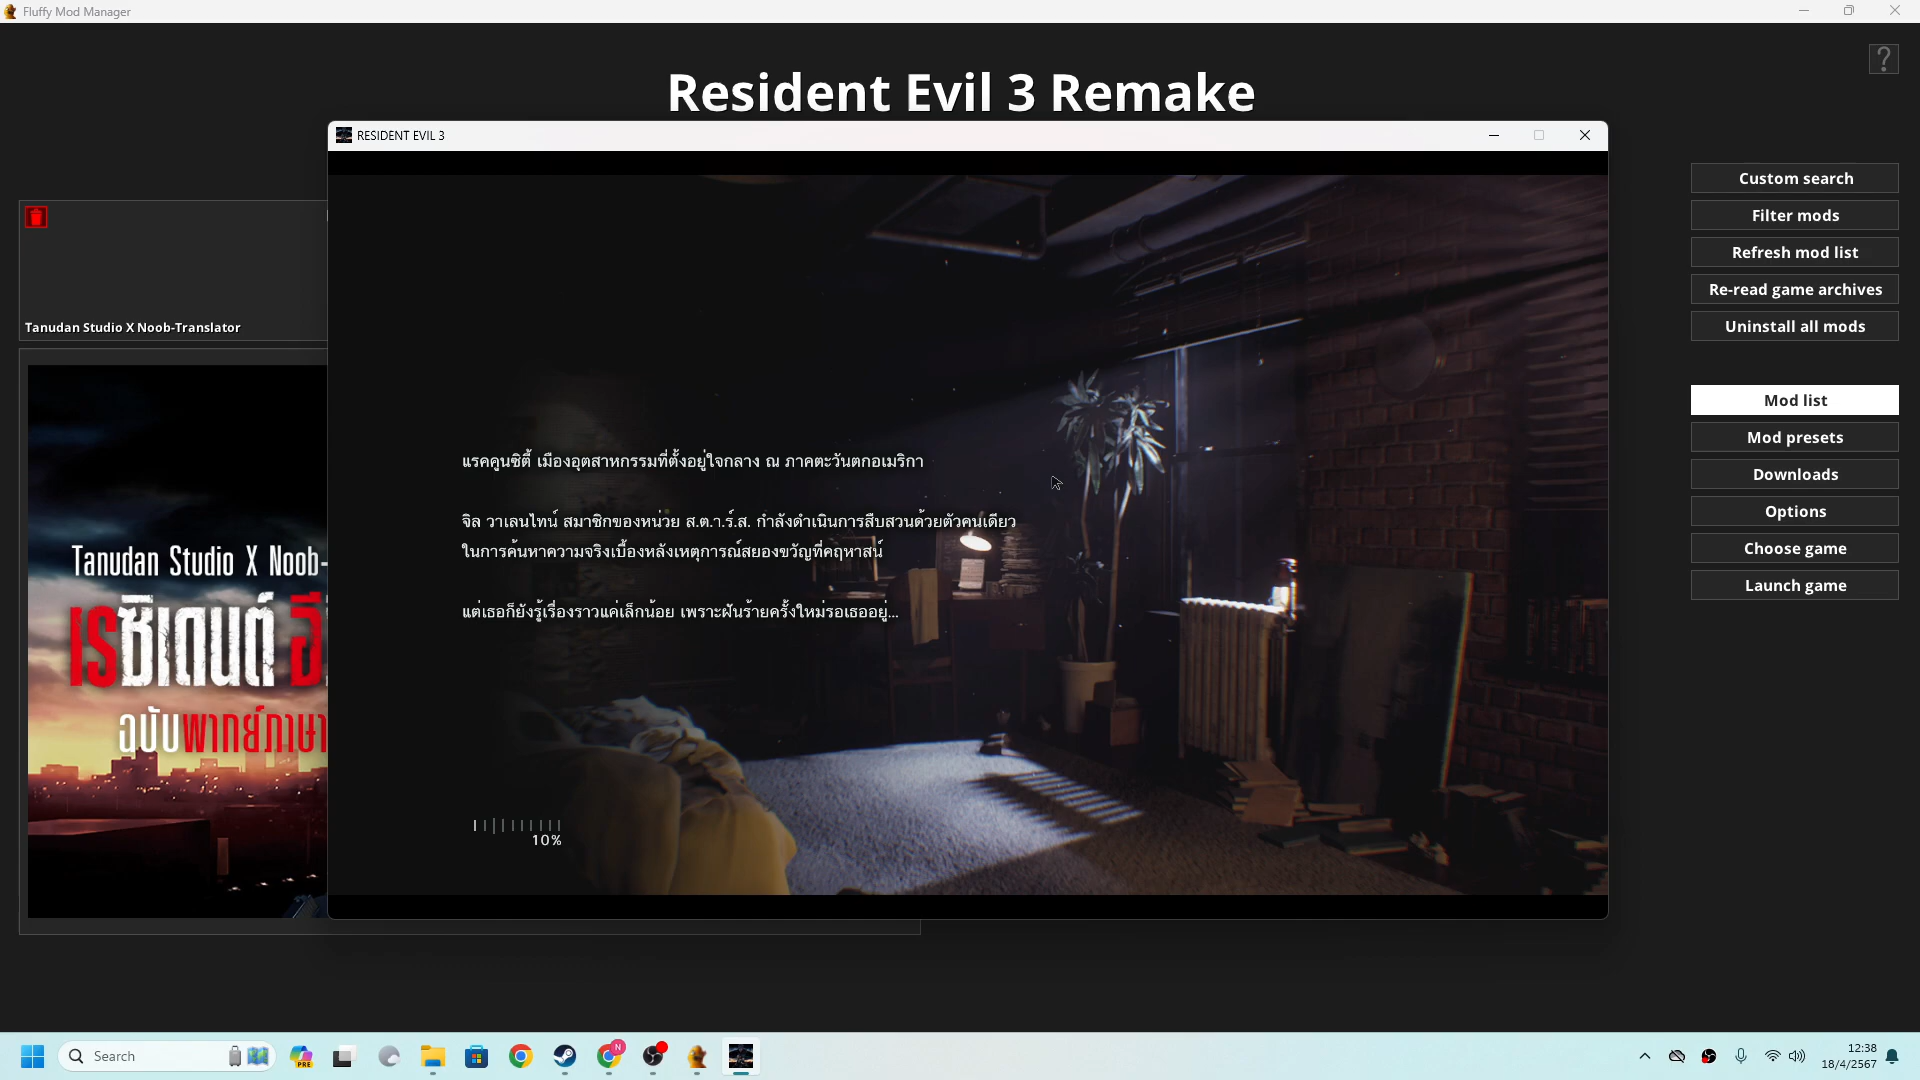 Fluffy Mod Manager
?
Resident Evil 3 Remake
RESIDENT EVIL 3
Custom search
Filter mods
Refresh mod list
Re-read game archives
Uninstall all mods
Mod list
Mod presets
Downloads
Options
Choose game
Launch game
Tanudan Studio X Noob-Translator
Tanudan Studio X Noob-
เรซิเดนต์ อี
ฉบับพากย์ภาษา
แรคคูนซิตี้ เมืองอุตสาหกรรมที่ตั้งอยู่ใจกลาง ณ ภาคตะวันตกอเมริกา
จิล วาเลนไทน์ สมาชิกของหน่วย ส.ต.า.ร์.ส. กำลังดำเนินการสืบสวนด้วยตัวคนเดียว
ในการค้นหาความจริงเบื้องหลังเหตุการณ์สยองขวัญที่คฤหาสน์
แต่เธอก็ยังรู้เรื่องราวแค่เล็กน้อย เพราะฝันร้ายครั้งใหม่รอเธออยู่...
10%
Search
PRE
N
12:38
18/4/2567